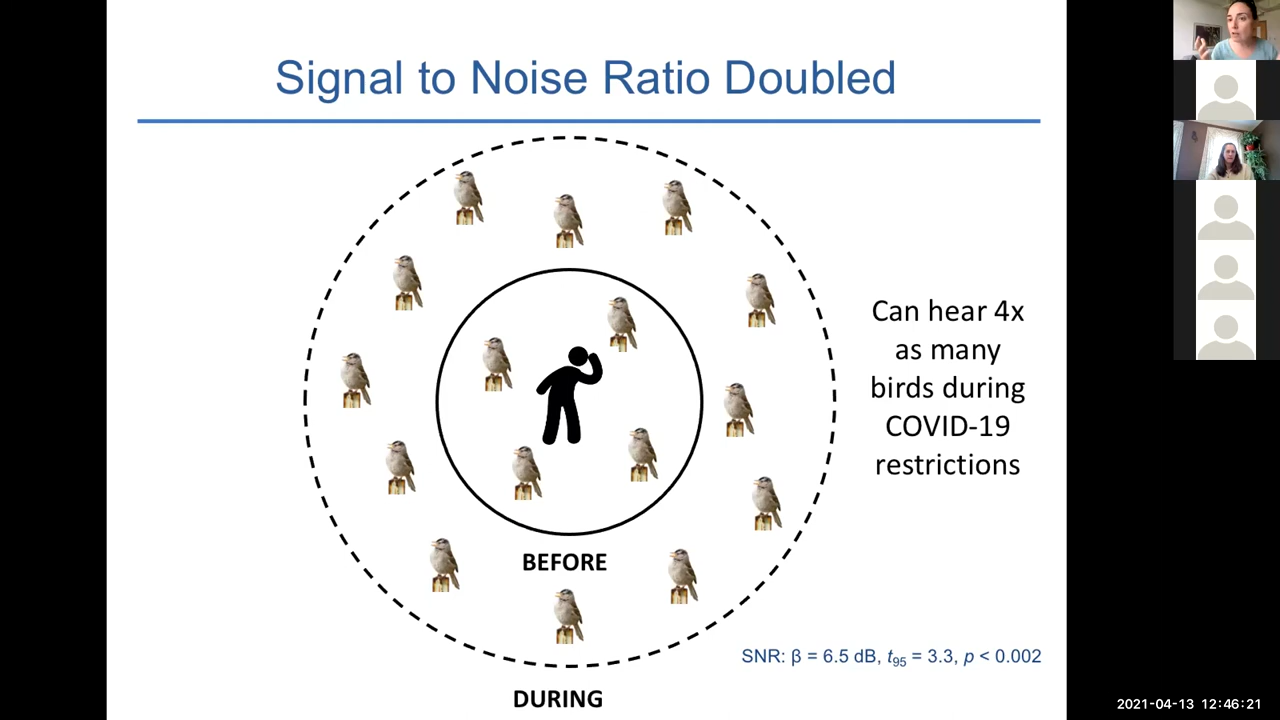 Signal to Noise Ratio Doubled
Can hear 4x
as many
birds during
COVID-19
restrictions
BEFORE
SNR: β = 6.5 dB, t95 = 3.3, p < 0.002
DURING
2021-04-13 12:46:21